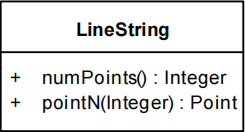 LineString
+ numPoints() : Integer
+ pointN(Integer) : Point